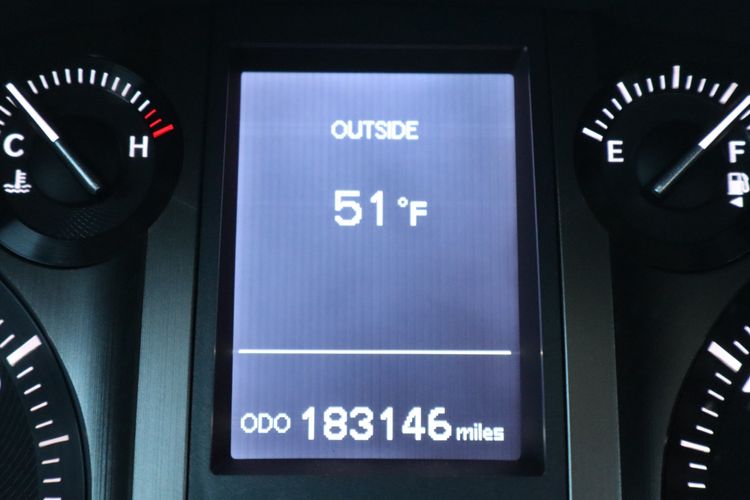 OUTSIDE
C H
51 °F
E F
ODO 183146 miles